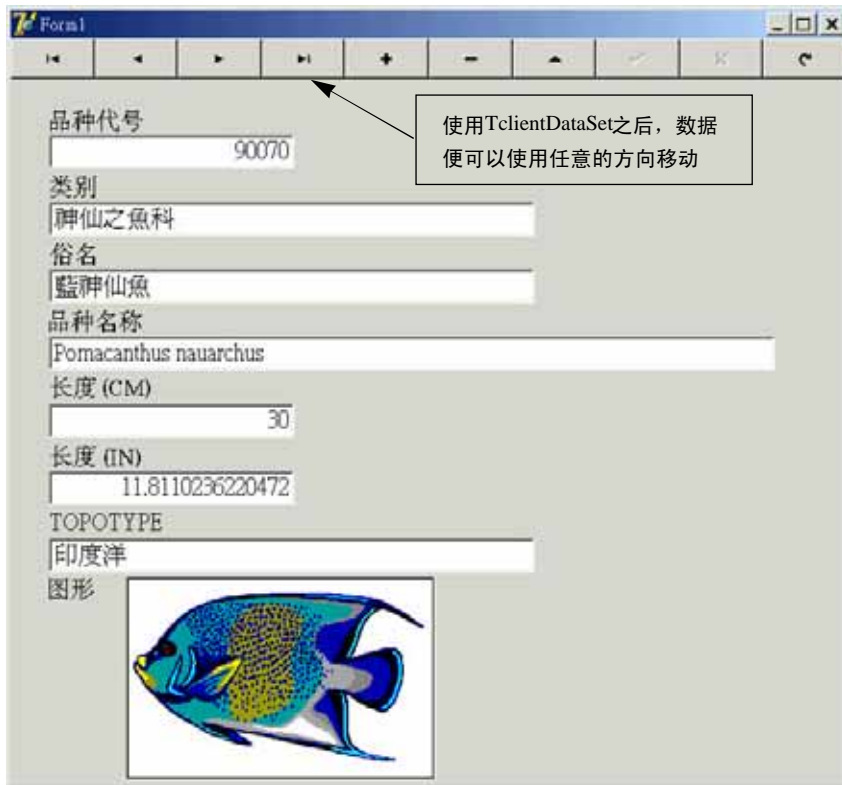 Form1
使用TclientDataSet之后，数据
便可以使用任意的方向移动
品种代号
90070
类别
神仙之魚科
俗名
藍神仙魚
品种名称
Pomacanthus nauarchus
长度 (CM)
30
长度 (IN)
11.8110236220472
TOPOTYPE
印度洋
图形